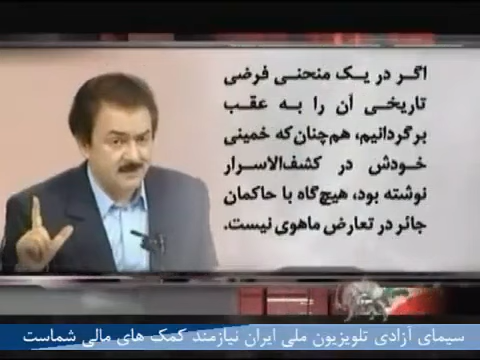 اگر در یک منحنی فرضی
تاریخی آن را به عقب
برگردانیم، هم‌چنان که خمینی
خودش در کشف‌الاسرار
نوشته بود، هیچ‌گاه با حاکمان
جائر در تعارض ماهوی نیست.
سیمای آزادی تلویزیون ملی ایران نیازمند کمک های مالی شماست